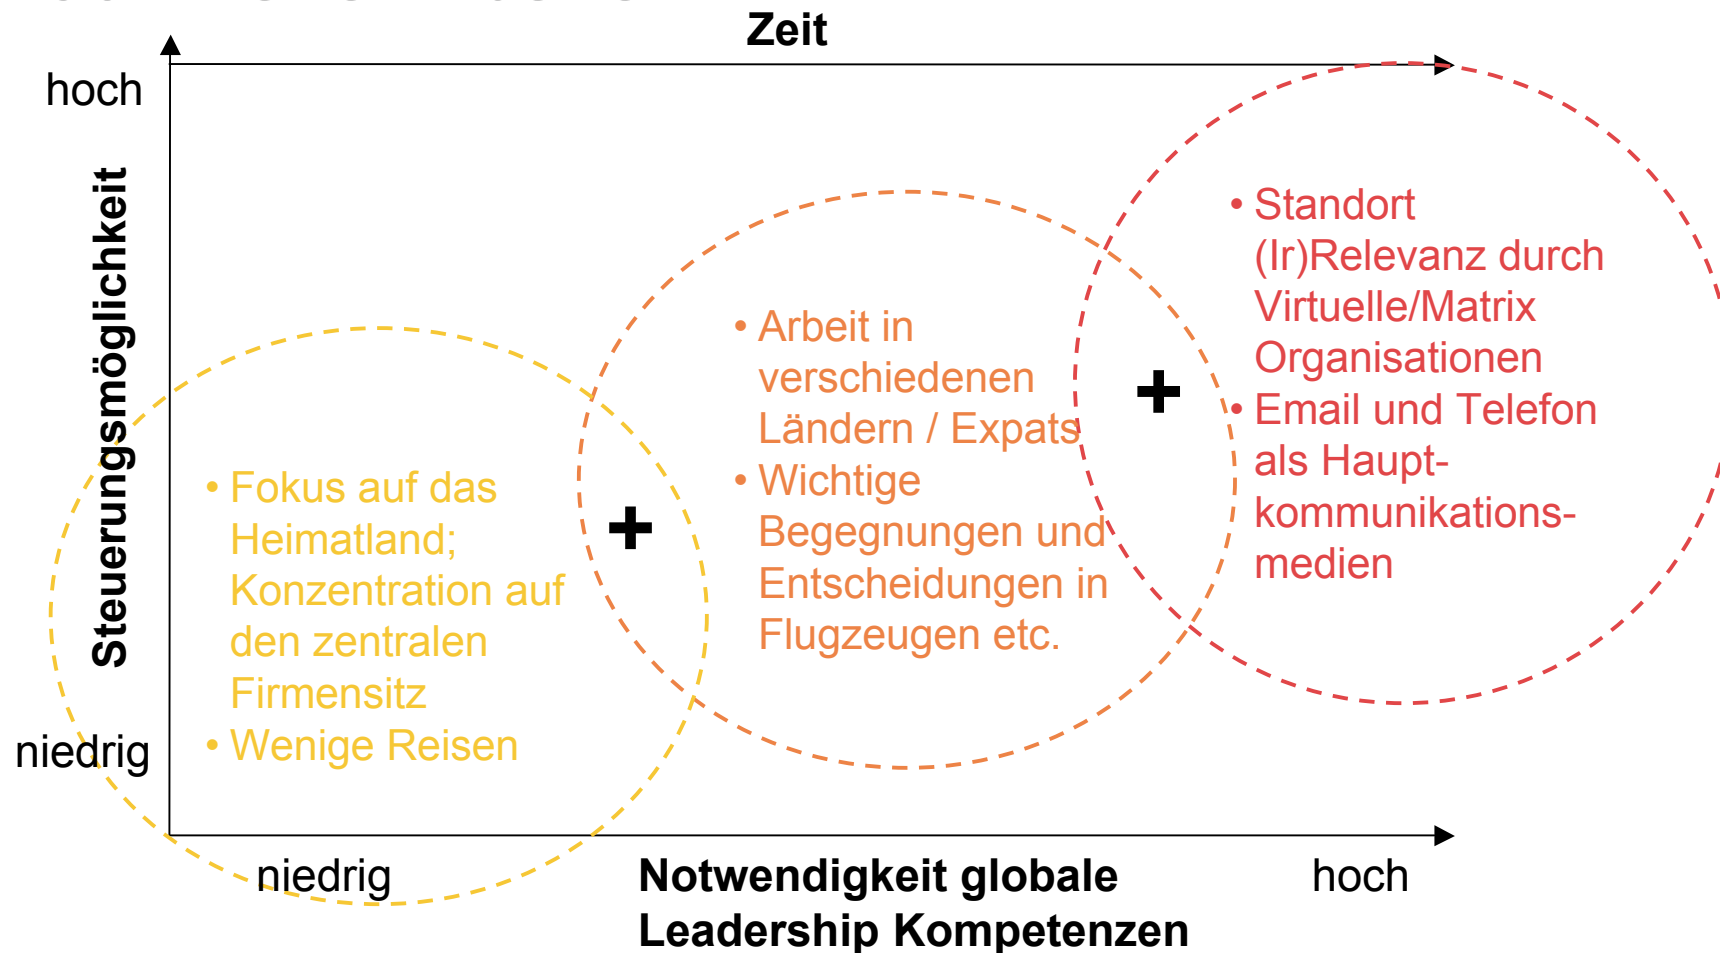 Zeit
hoch
Steuerungsmöglichkeit
niedrig
• Fokus auf das
Heimatland;
Konzentration auf
den zentralen
Firmensitz
• Wenige Reisen
+
• Arbeit in
verschiedenen
Ländern / Expats
• Wichtige
Begegnungen und
Entscheidungen in
Flugzeugen etc.
+
• Standort
(Ir)Relevanz durch
Virtuelle/Matrix
Organisationen
• Email und Telefon
als Haupt-
kommunikations-
medien
niedrig
Notwendigkeit globale
Leadership Kompetenzen
hoch